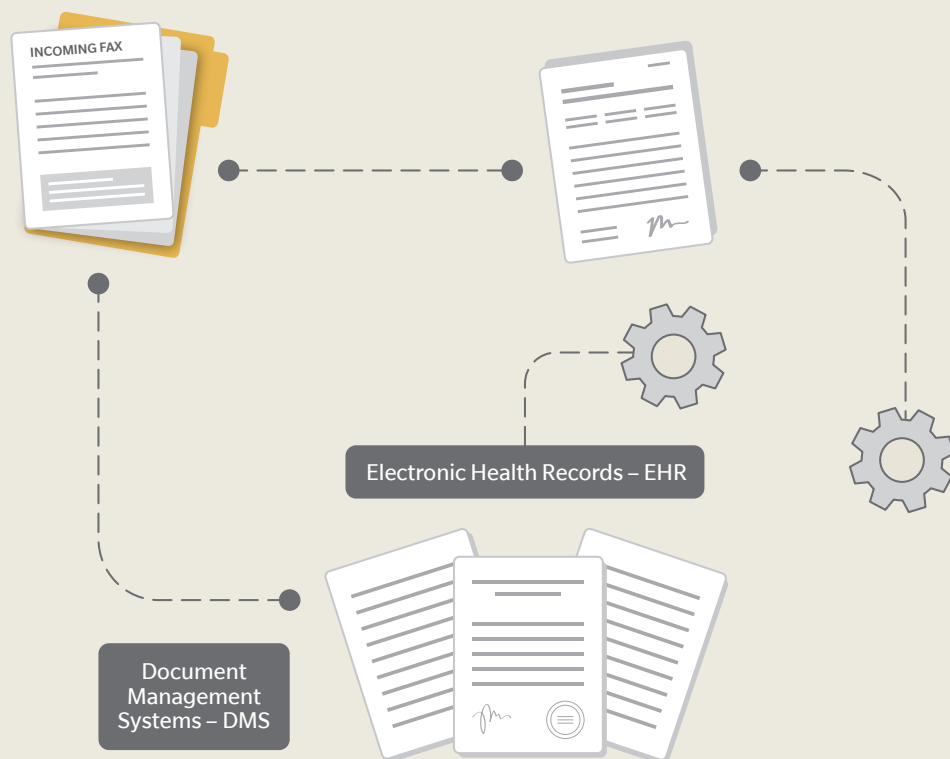 INCOMING FAX
Electronic Health Records – EHR
Document
Management
Systems – DMS